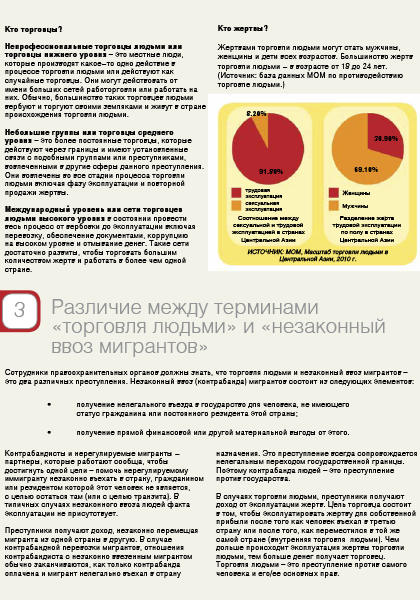 Кто торговцы?
Непрофессиональные торговцы людьми или
торговцы нижнего уровня – это местные люди,
которые производят какое-то одно действие в
процессе торговли людьми или действуют как
случайные торговцы. Они могут действовать от
имени больших сетей работорговли или работать на
них. Обычно, большинство таких торговцев людьми
вербуют и торгуют своими земляками и живут в стране
происхождения торговли людьми.
Небольшие группы или торговцы среднего
уровня – это более постоянные торговцы, которые
действуют через границы и имеют установленные
связи с подобными группами или преступниками,
вовлеченными в другие сферы данного преступления.
Они вовлечены во все стадии процесса торговли
людьми включая фазу эксплуатации и повторной
продажи жертвы.
Международный уровень или сети торговцев
людьми высокого уровня в состоянии провести
весь процесс от вербовки до эксплуатации включая
перевозку, обеспечение документами, коррупцию
на высоком уровне и отмывание денег. Такие сети
достаточно развиты, чтобы торговать большим
количеством жертв и работать в более чем одной
стране.
Кто жертвы?
Жертвами торговли людьми могут стать мужчины,
женщины и дети всех возрастов. Большинство жертв
торговли людьми – в возрасте от 18 до 24 лет.
(Источник: база данных МОМ по противодействию
торговле людьми.)
8.20%
91.80%
30.90%
69.10%
трудовая
эксплуатация
сексуальная
эксплуатация
Женщины
Мужчины
Соотношение между
сексуальной и трудовой
эксплуатацией в странах
Центральной Азии
Разделение жертв
трудовой эксплуатации
по полу в странах
Центральной Азии
ИСТОЧНИК: МОМ, Масштаб торговли людьми в
Центральной Азии, 2010 г.
3
Различие между терминами
«торговля людьми» и «незаконный
ввоз мигрантов»
Сотрудники правоохранительных органов должны знать, что торговля людьми и незаконный ввоз мигрантов –
это два различных преступления. Незаконный ввоз (контрабанда) мигрантов состоит из следующих элементов:
• получение нелегального въезда в государство для человека, не имеющего
статус гражданина или постоянного резидента этой страны;
• получение прямой финансовой или другой материальной выгоды от этого.
Контрабандисты и нерегулируемые мигранты –
партнеры, которые работают сообща, чтобы
достигнуть одной цели – помочь нерегулируемому
иммигранту незаконно въехать в страну, гражданином
или резидентом которой этот человек не является,
с целью остаться там (или с целью транзита). В
типичных случаях незаконного ввоза людей факта
эксплуатации не присутствует.
Преступники получают доход, незаконно перемещая
мигранта из одной страны в другую. В случае
контрабандной перевозки мигрантов, отношения
контрабандиста с незаконно ввезенным мигрантом
обычно заканчиваются, как только контрабанда
оплачена и мигрант нелегально въехал в страну
назначения. Это преступление всегда сопровождается
нелегальным переходом государственной границы.
Поэтому контрабанда людей – это преступление
против государства.
В случаях торговли людьми, преступники получают
доход от эксплуатации жертв. Цель торговца состоит
в том, чтобы эксплуатировать жертву для собственной
прибыли после того как человек въехал в третью
страну или после того, как переместился в той же
самой стране (внутренняя торговля людьми). Чем
дольше происходит эксплуатация жертвы торговли
людьми, тем больше денег получает торговец.
Торговля людьми – это преступление против самого
человека и его/ее основных прав.